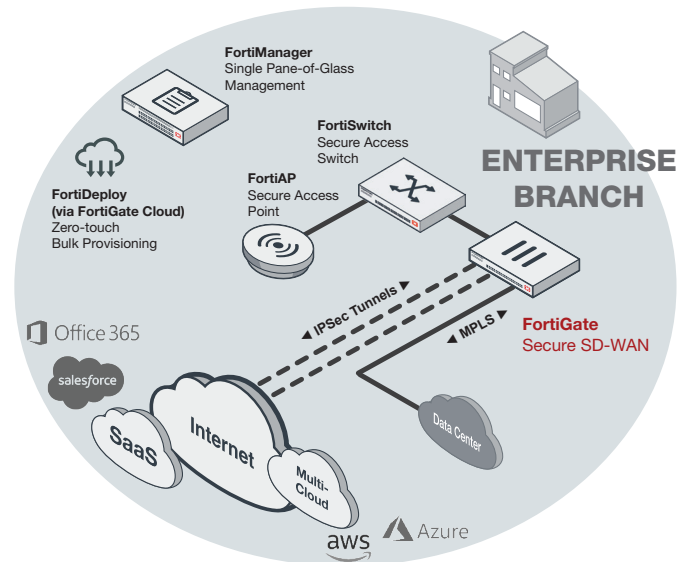 FortiManager
Single Pane-of-Glass
Management
FortiSwitch
Secure Access
Switch
ENTERPRISE
BRANCH
FortiDeploy
(via FortiGate Cloud)
Zero-touch
Bulk Provisioning
FortiAP
Secure Access
Point
IPSec Tunnels
MPLS
FortiGate
Secure SD-WAN
Office 365
salesforce
SaaS
Internet
Multi-
Cloud
Data Center
aws
Azure